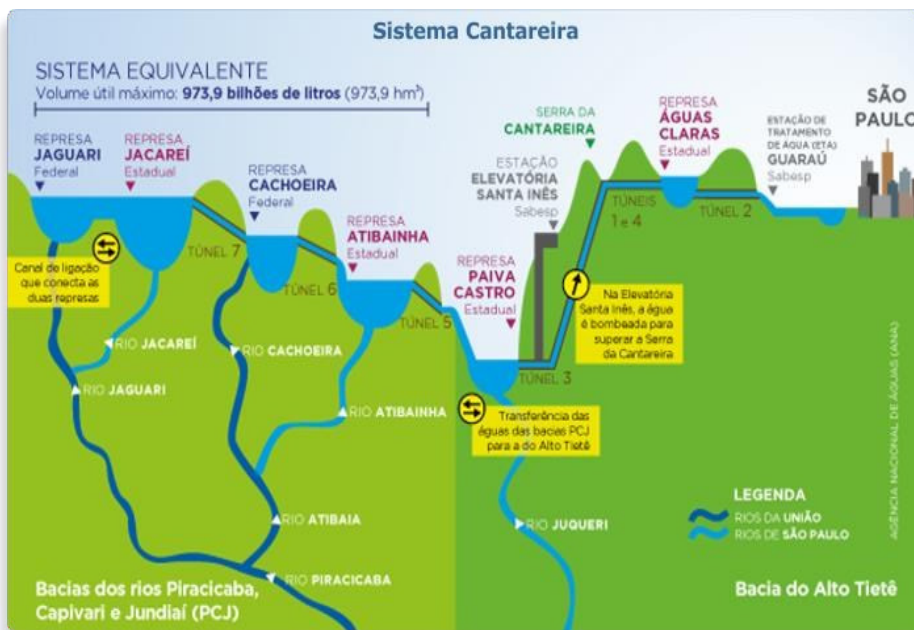 Sistema Cantareira
SISTEMA EQUIVALENTE
Volume útil máximo: 973,9 bilhões de litros (973,9 hm³)
REPRESA
JAGUARI
Federal
REPRESA
JACAREÍ
Estadual
REPRESA
CACHOEIRA
Federal
REPRESA
ATIBAINHA
Estadual
REPRESA
PAIVA
CASTRO
Estadual
ESTAÇÃO
ELEVATÓRIA
SANTA INÊS
Sabesp
SERRA DA
CANTAREIRA
REPRESA
ÁGUAS
CLARAS
Estadual
ESTAÇÃO DE
TRATAMENTO
DE ÁGUA (ETA)
GUARAÚ
Sabesp
SÃO
PAULO
TÚNEL 7
TÚNEL 6
TÚNEL 5
TÚNEL 3
TÚNEIS
1 e 4
TÚNEL 2
Canal de ligação
que conecta as
duas represas
Na Elevatória
Santa Inês, a água
é bombeada para
superar a Serra
da Cantareira
Transferência das
águas das bacias PCJ
para a do Alto Tietê
RIO JACAREÍ
RIO JAGUARI
RIO CACHOEIRA
RIO ATIBAINHA
RIO ATIBAIA
RIO PIRACICABA
RIO JUQUERI
LEGENDA
RIOS DA UNIÃO
RIOS DE SÃO PAULO
Bacias dos rios Piracicaba,
Capivari e Jundiaí (PCJ)
Bacia do Alto Tietê
AGÊNCIA NACIONAL DE ÁGUAS (ANA)